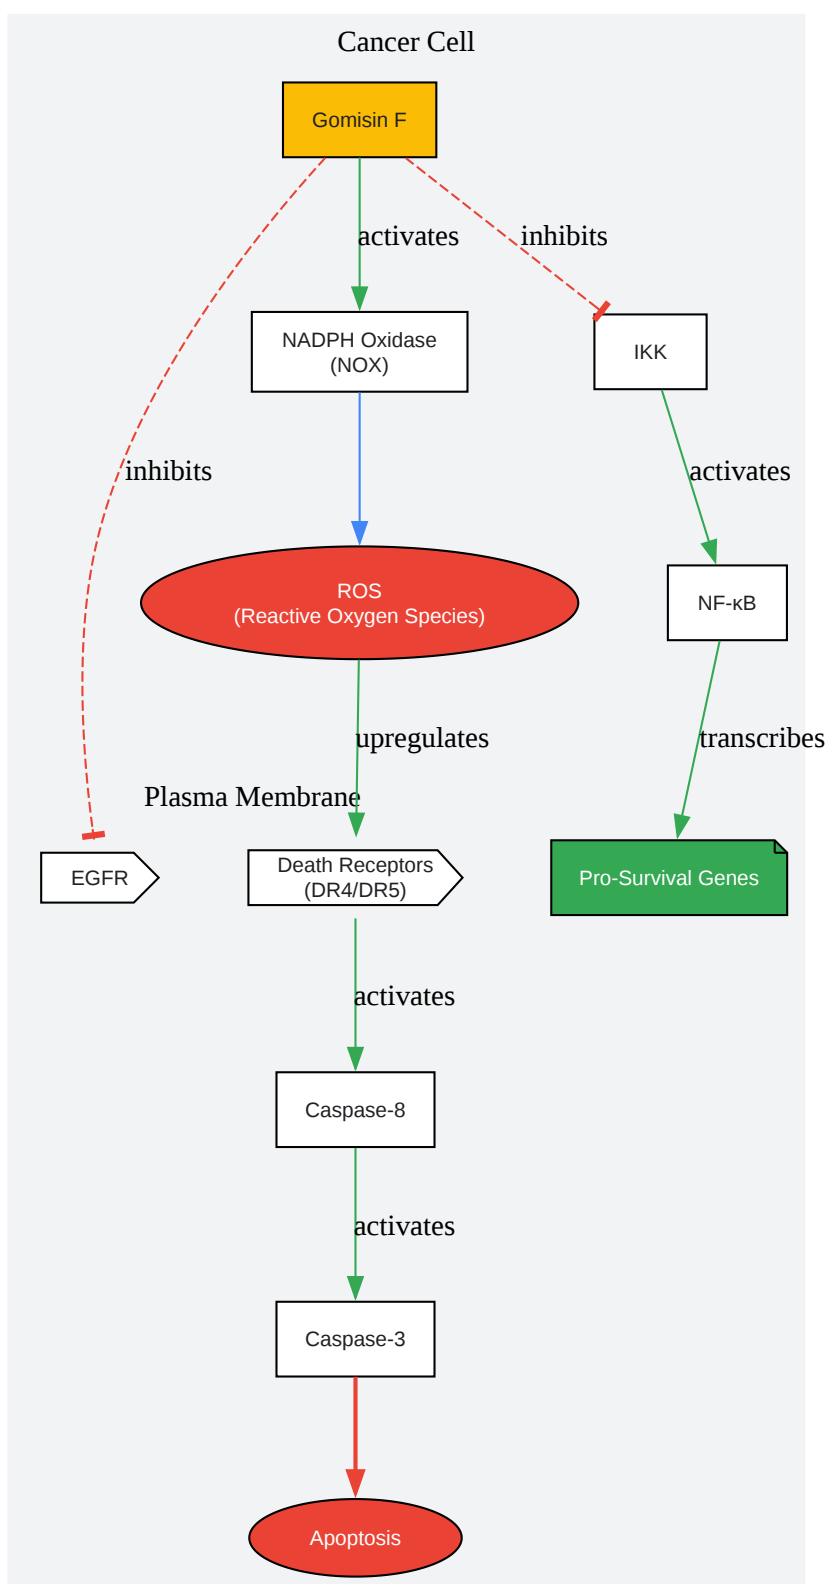 Cancer Cell
Gomisin F
activates
inhibits
NADPH Oxidase
(NOX)
IKK
inhibits
activates
ROS
(Reactive Oxygen Species)
NF-κB
upregulates
transcribes
Plasma Membrane
EGFR
Death Receptors
(DR4/DR5)
Pro-Survival Genes
activates
Caspase-8
activates
Caspase-3
Apoptosis